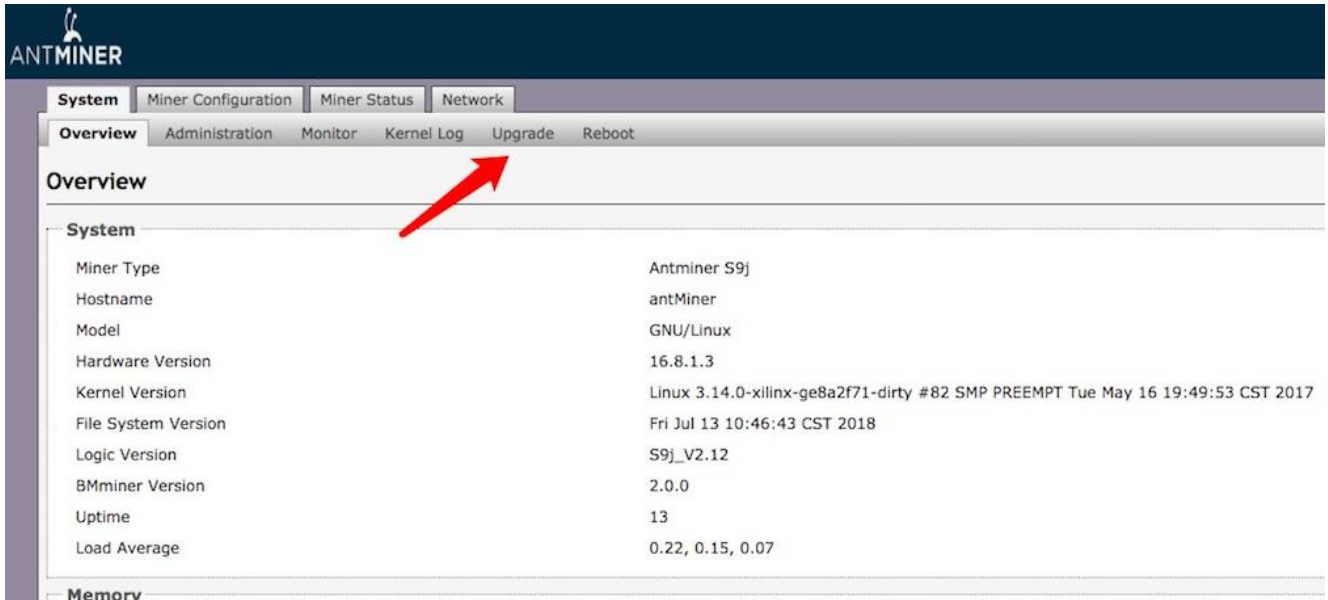 ANTMINER
System Miner Configuration Miner Status Network
Overview Administration Monitor Kernel Log Upgrade Reboot
Overview
System
Miner Type Antminer S9j
Hostname antMiner
Model GNU/Linux
Hardware Version 16.8.1.3
Kernel Version Linux 3.14.0-xilinx-ge8a2f71-dirty #82 SMP PREEMPT Tue May 16 19:49:53 CST 2017
File System Version Fri Jul 13 10:46:43 CST 2018
Logic Version S9j_V2.12
BMminer Version 2.0.0
Uptime 13
Load Average 0.22, 0.15, 0.07
Memory